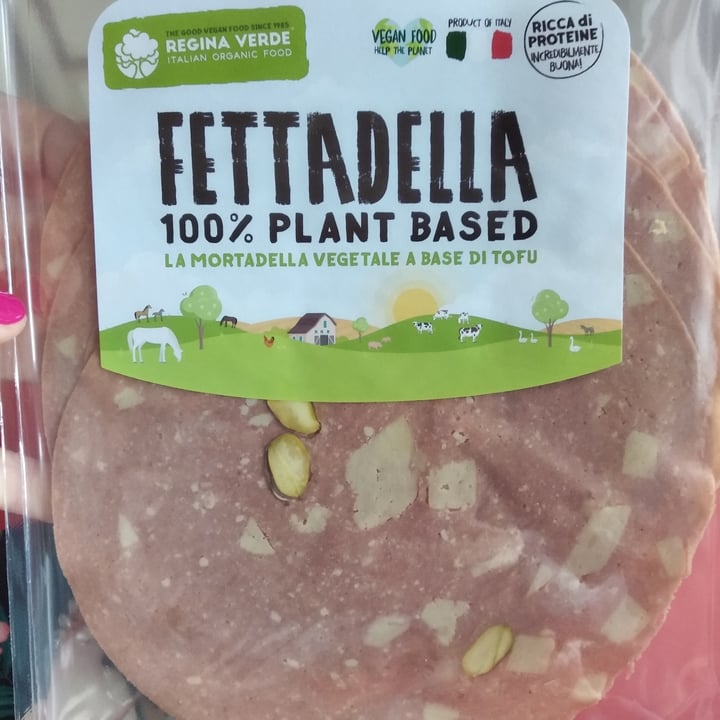 THE GOOD VEGAN FOOD SINCE 1985
REGINA VERDE
ITALIAN ORGANIC FOOD
VEGAN FOOD
HELP THE PLANET
PRODUCT OF ITALY
RICCA di
PROTEINE
INCREDIBILMENTE
BUONA!
FETTADELLA
100% PLANT BASED
LA MORTADELLA VEGETALE A BASE DI TOFU